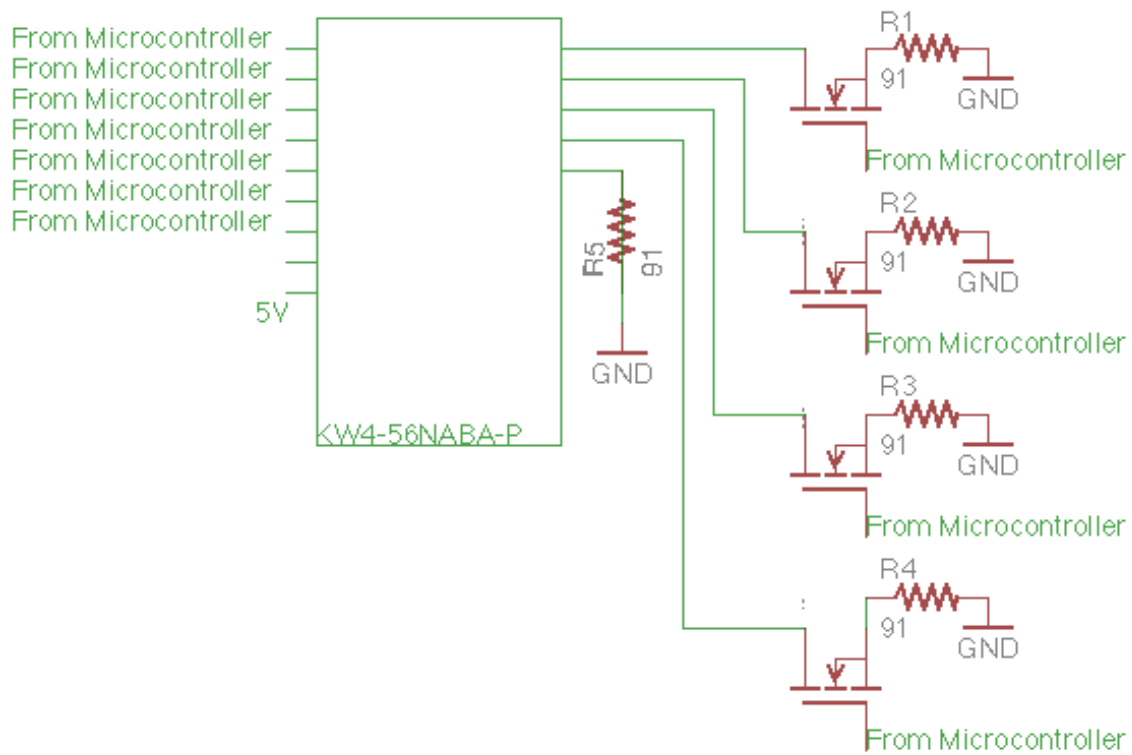 From Microcontroller
From Microcontroller
From Microcontroller
From Microcontroller
From Microcontroller
From Microcontroller
From Microcontroller
5V
KW4-56NABA-P
R5
91
GND
R1
91
GND
From Microcontroller
R2
91
GND
From Microcontroller
R3
91
GND
From Microcontroller
R4
91
GND
From Microcontroller